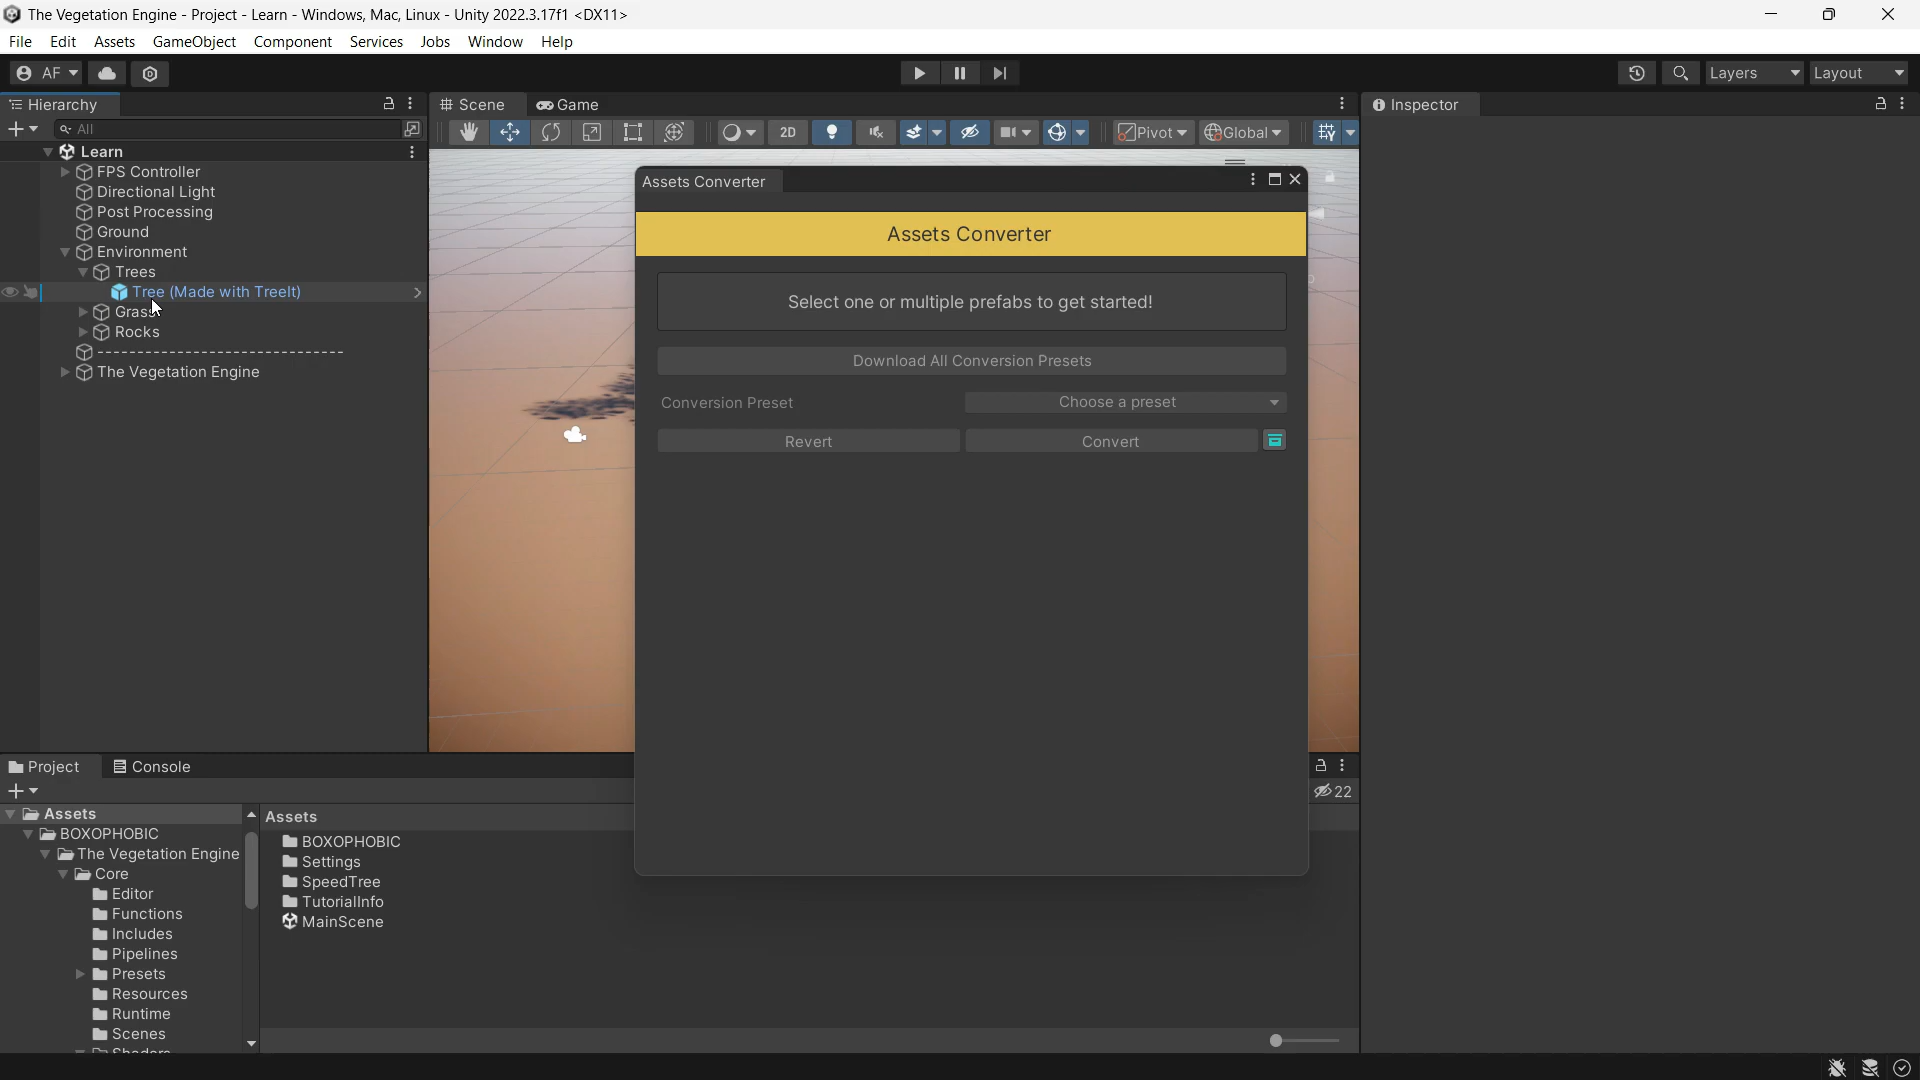 The Vegetation Engine - Project - Learn - Windows, Mac, Linux - Unity 2022.3.17f1 <DX11>
File Edit Assets GameObject Component Services Jobs Window Help
AF Layers Layout
Hierarchy Scene Game Inspector
All 2D Pivot Global
Learn
FPS Controller
Directional Light
Post Processing
Ground
Environment
Trees
Tree (Made with TreeIt)
Grass
Rocks
-------------------------------
The Vegetation Engine
Assets Converter
Assets Converter
Select one or multiple prefabs to get started!
Download All Conversion Presets
Conversion Preset Choose a preset
Revert Convert
Project Console
22
Assets
BOXOPHOBIC
The Vegetation Engine
Core
Editor
Functions
Includes
Pipelines
Presets
Resources
Runtime
Scenes
Shaders
Assets
BOXOPHOBIC
Settings
SpeedTree
TutorialInfo
MainScene